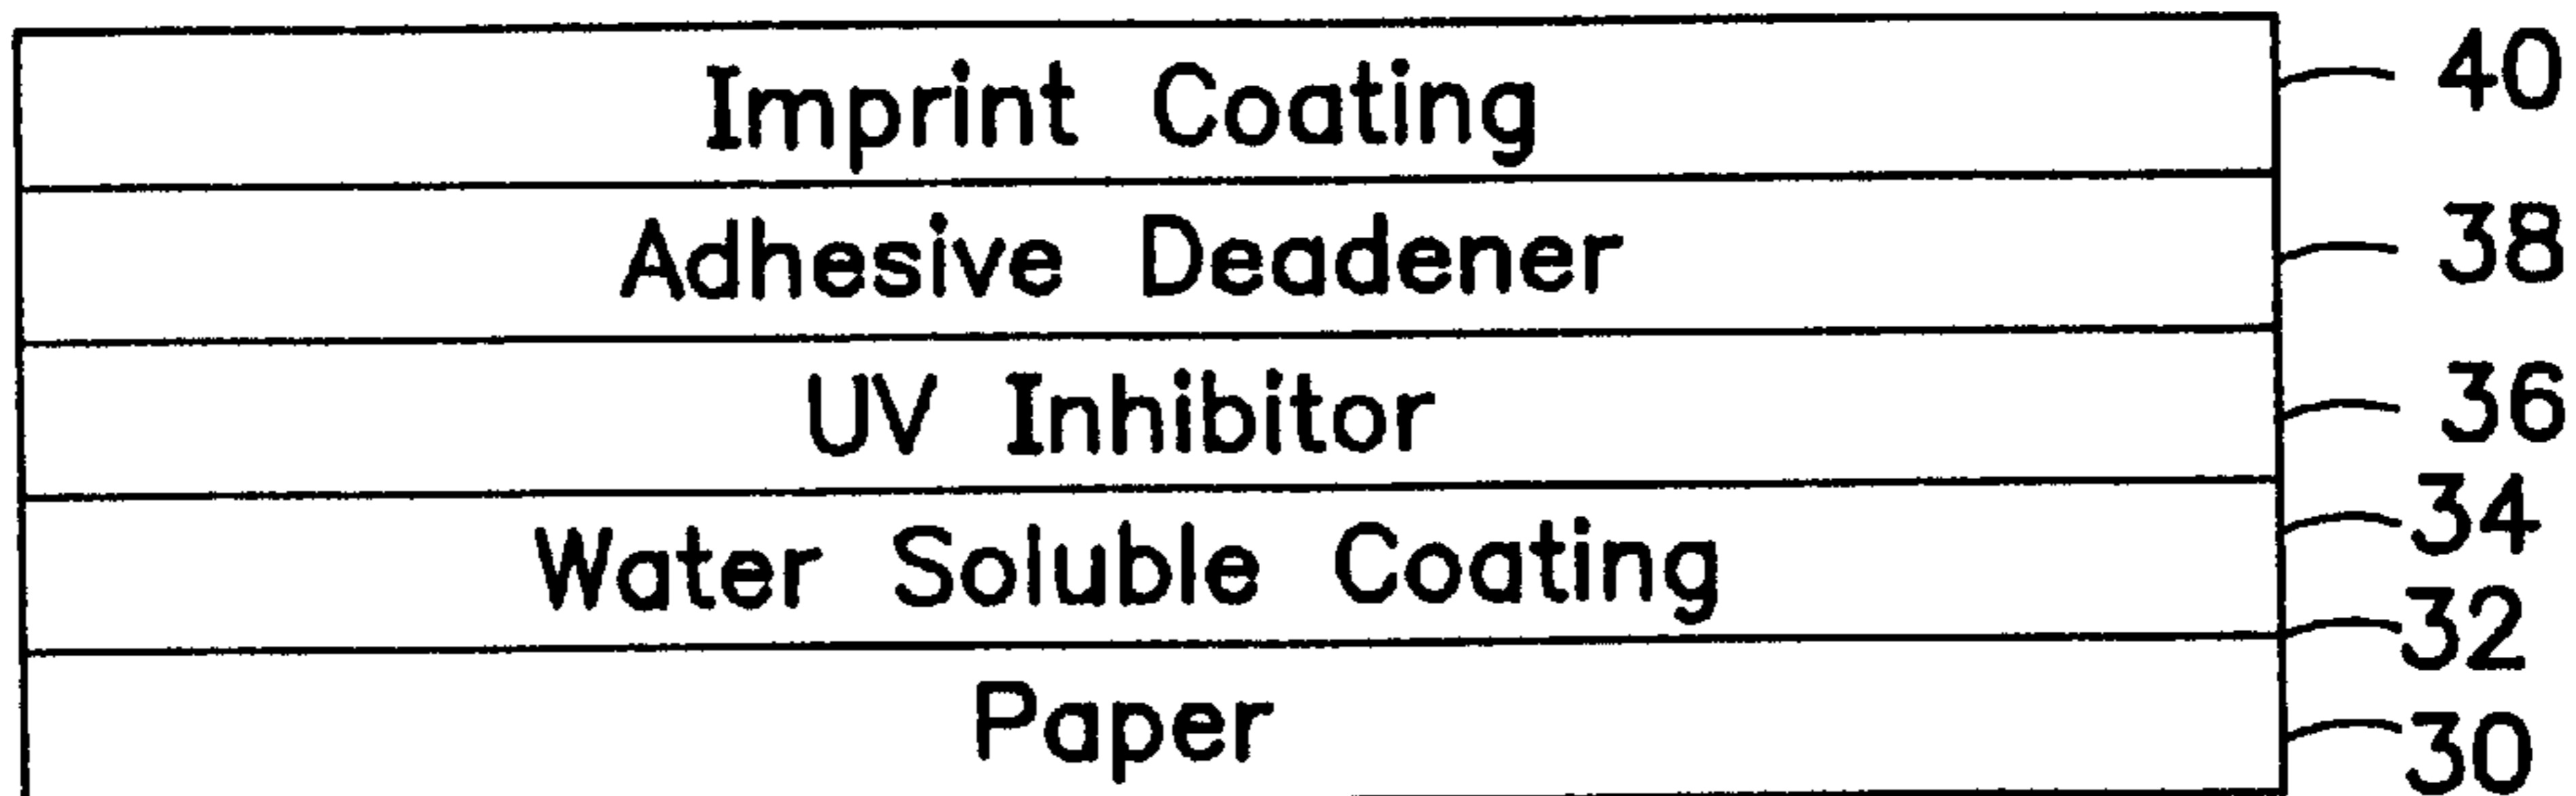 Imprint Coating 40
Adhesive Deadener 38
UV Inhibitor 36
Water Soluble Coating 34
32
Paper 30